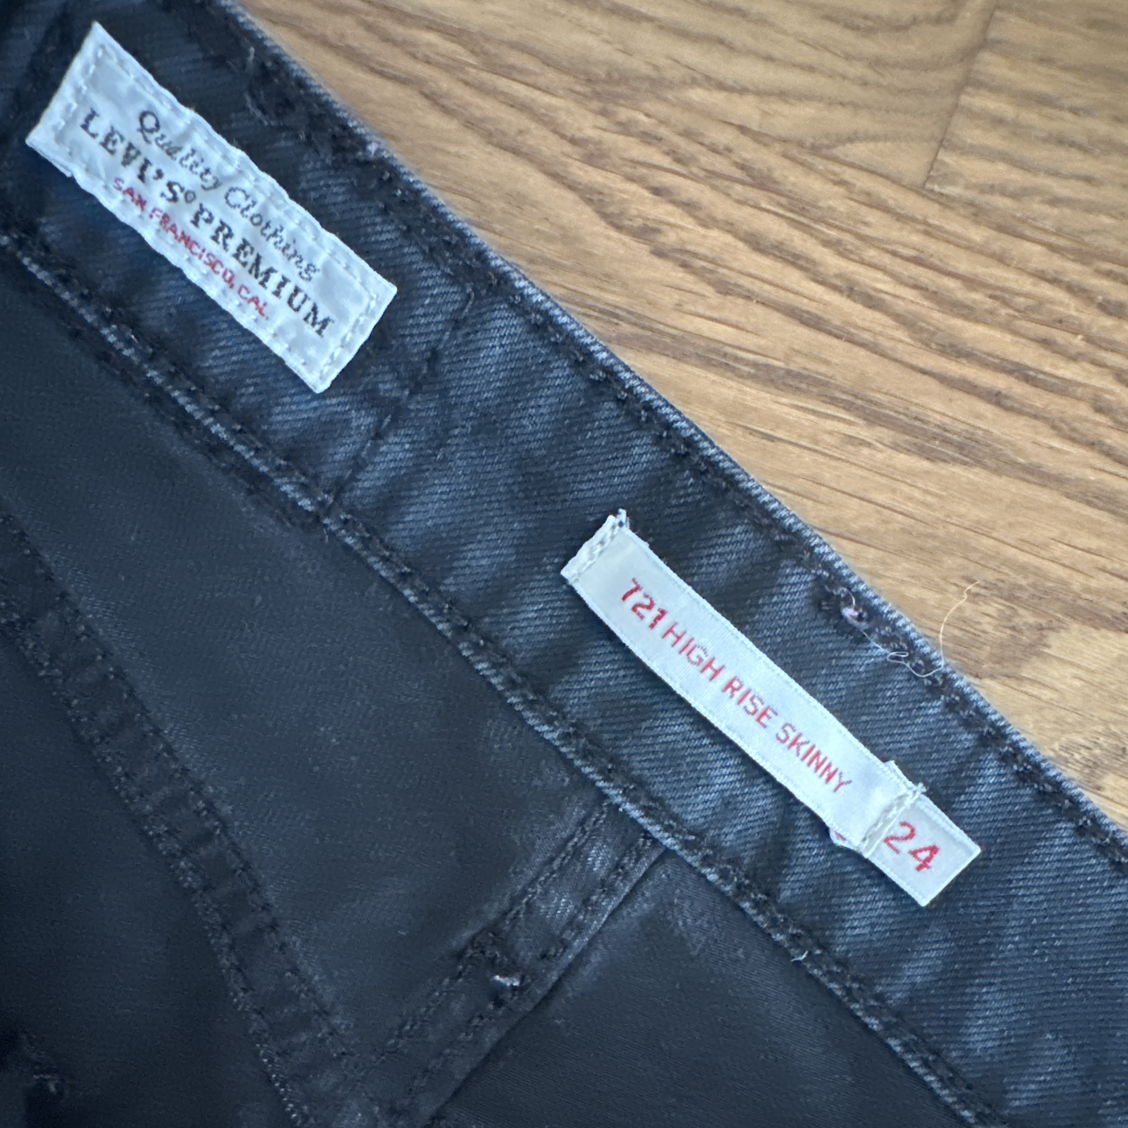 Quality Clothing
LEVI'S® PREMIUM
SAN FRANCISCO, CAL.
721 HIGH RISE SKINNY
24